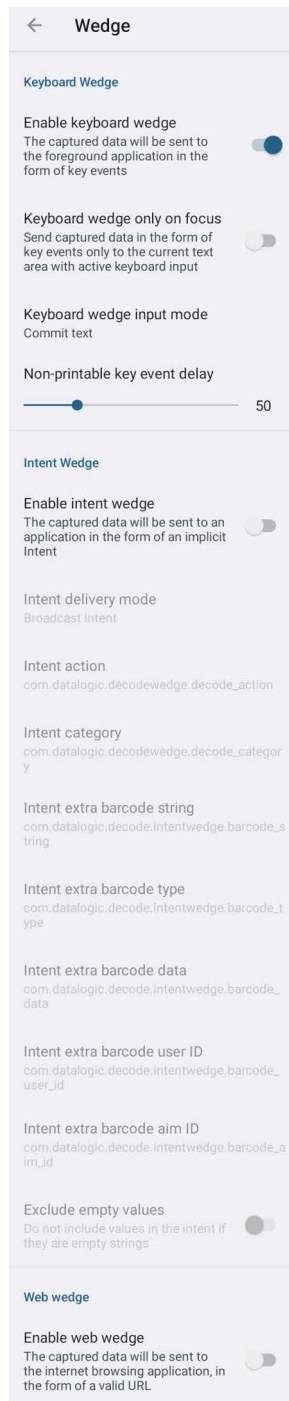 Wedge
Keyboard Wedge
Enable keyboard wedge
The captured data will be sent to
the foreground application in the
form of key events
Keyboard wedge only on focus
Send captured data in the form of
key events only to the current text
area with active keyboard input
Keyboard wedge input mode
Commit text
Non-printable key event delay
50
Intent Wedge
Enable intent wedge
The captured data will be sent to an
application in the form of an implicit
Intent
Intent delivery mode
Broadcast intent
Intent action
com.datalogic.decodewedge.decode_action
Intent category
com.datalogic.decodewedge.decode_categor
y
Intent extra barcode string
com.datalogic.decode.intentwedge.barcode_s
tring
Intent extra barcode type
com.datalogic.decode.intentwedge.barcode_t
ype
Intent extra barcode data
com.datalogic.decode.intentwedge.barcode_
data
Intent extra barcode user ID
com.datalogic.decode.intentwedge.barcode_
user_id
Intent extra barcode aim ID
com.datalogic.decode.intentwedge.barcode_a
im_id
Exclude empty values
Do not include values in the intent if
they are empty strings
Web wedge
Enable web wedge
The captured data will be sent to
the internet browsing application, in
the form of a valid URL